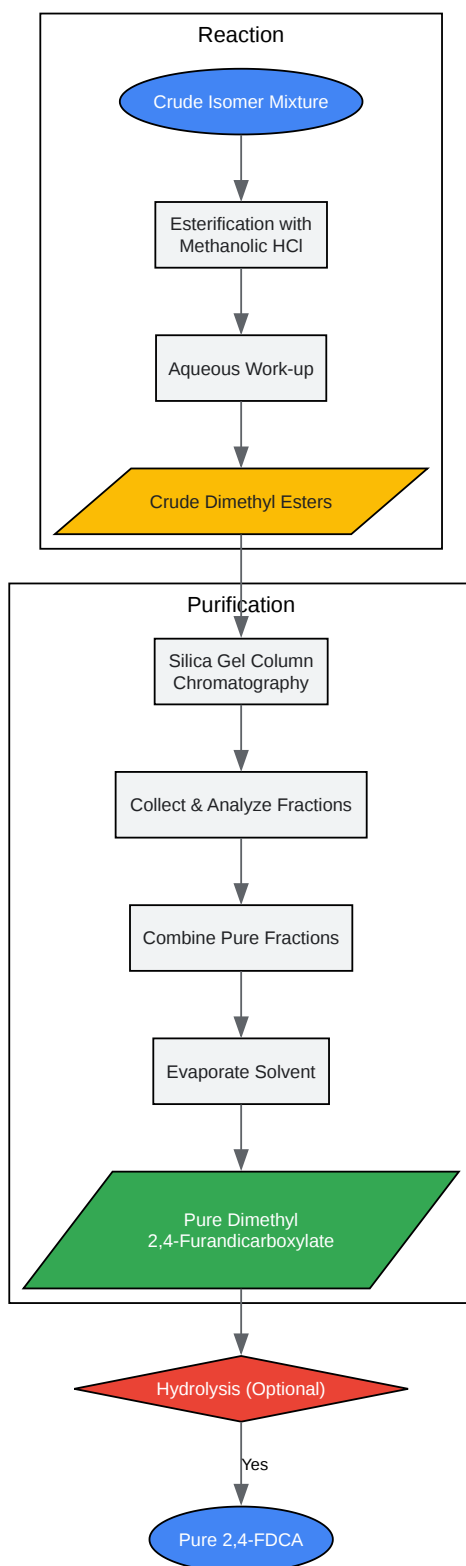 Reaction
Crude Isomer Mixture
Esterification with
Methanolic HCl
Aqueous Work-up
Crude Dimethyl Esters
Purification
Silica Gel Column
Chromatography
Collect & Analyze Fractions
Combine Pure Fractions
Evaporate Solvent
Pure Dimethyl
2,4-Furandicarboxylate
Hydrolysis (Optional)
Yes
Pure 2,4-FDCA